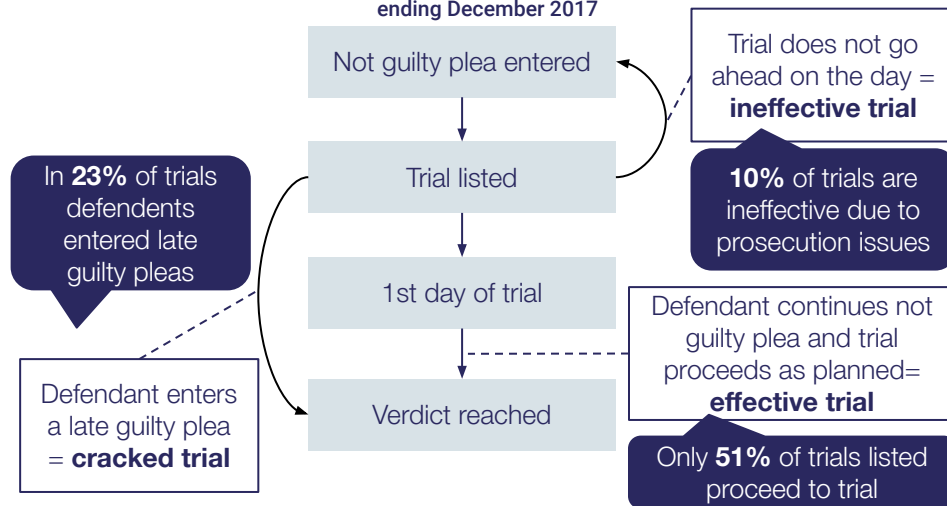 ending December 2017
Not guilty plea entered
Trial does not go
ahead on the day =
ineffective trial
10% of trials are
ineffective due to
prosecution issues
In 23% of trials
defendents
entered late
guilty pleas
Trial listed
1st day of trial
Defendant continues not
guilty plea and trial
proceeds as planned=
effective trial
Only 51% of trials listed
proceed to trial
Defendant enters
a late guilty plea
= cracked trial
Verdict reached